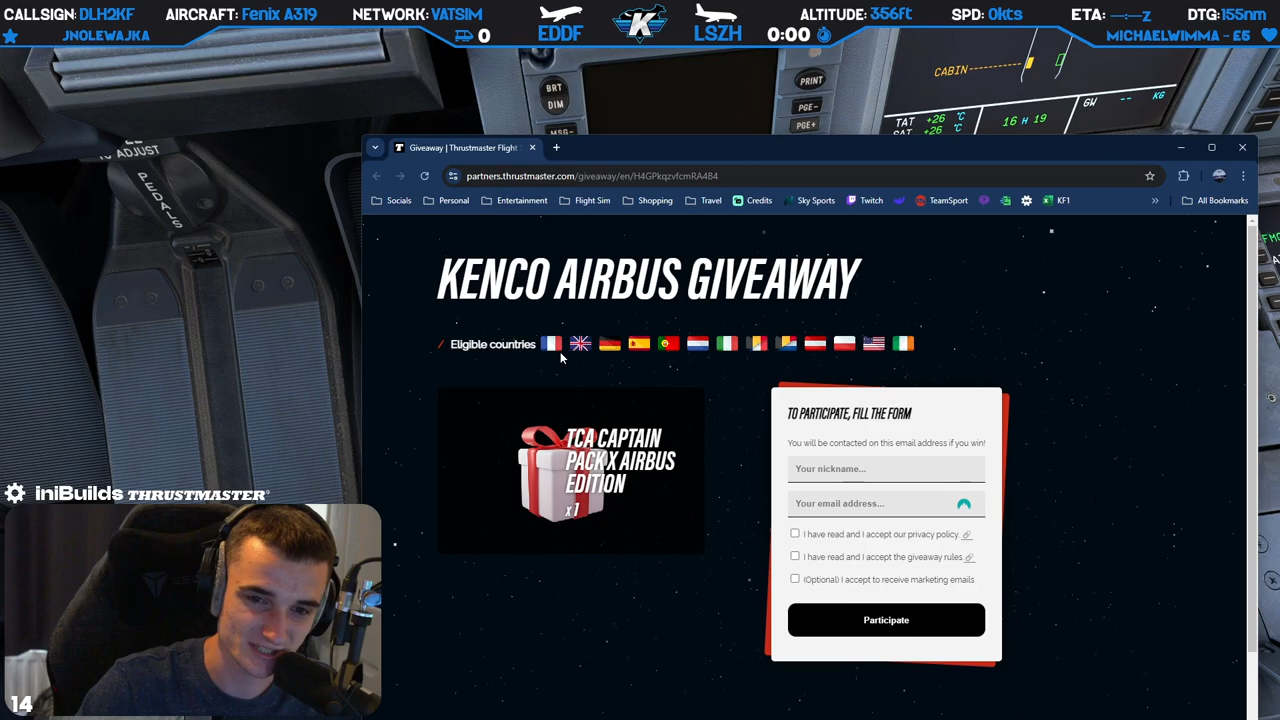 CALLSIGN: DLH2KF AIRCRAFT: Fenix A319 NETWORK: VATSIM EDDF K LSZH ALTITUDE: 356ft SPD: 0kts ETA: --:--z DTG:155nm
JNOLEWAJKA 0 0:00 MICHAELWIMMA - E5
TO ADJUST
PEDALS
BRT
DIM
MSG-
PRINT
PGE-
PGE+
CABIN
TAT +26 °C
SAT +26 °C
16 H 19
GW -- KG
Giveaway | Thrustmaster Flight
partners.thrustmaster.com/giveaway/en/H4GPkqzvfcmRA4B4
Socials Personal Entertainment Flight Sim Shopping Travel Credits Sky Sports Twitch TeamSport KF1 » All Bookmarks
KENCO AIRBUS GIVEAWAY
/ Eligible countries
TCA CAPTAIN
PACK X AIRBUS
EDITION
x 1
TO PARTICIPATE, FILL THE FORM
You will be contacted on this email address if you win!
Your nickname...
Your email address...
I have read and I accept our privacy policy.
I have read and I accept the giveaway rules.
(Optional) I accept to receive marketing emails
Participate
iniBuilds THRUSTMASTER
14